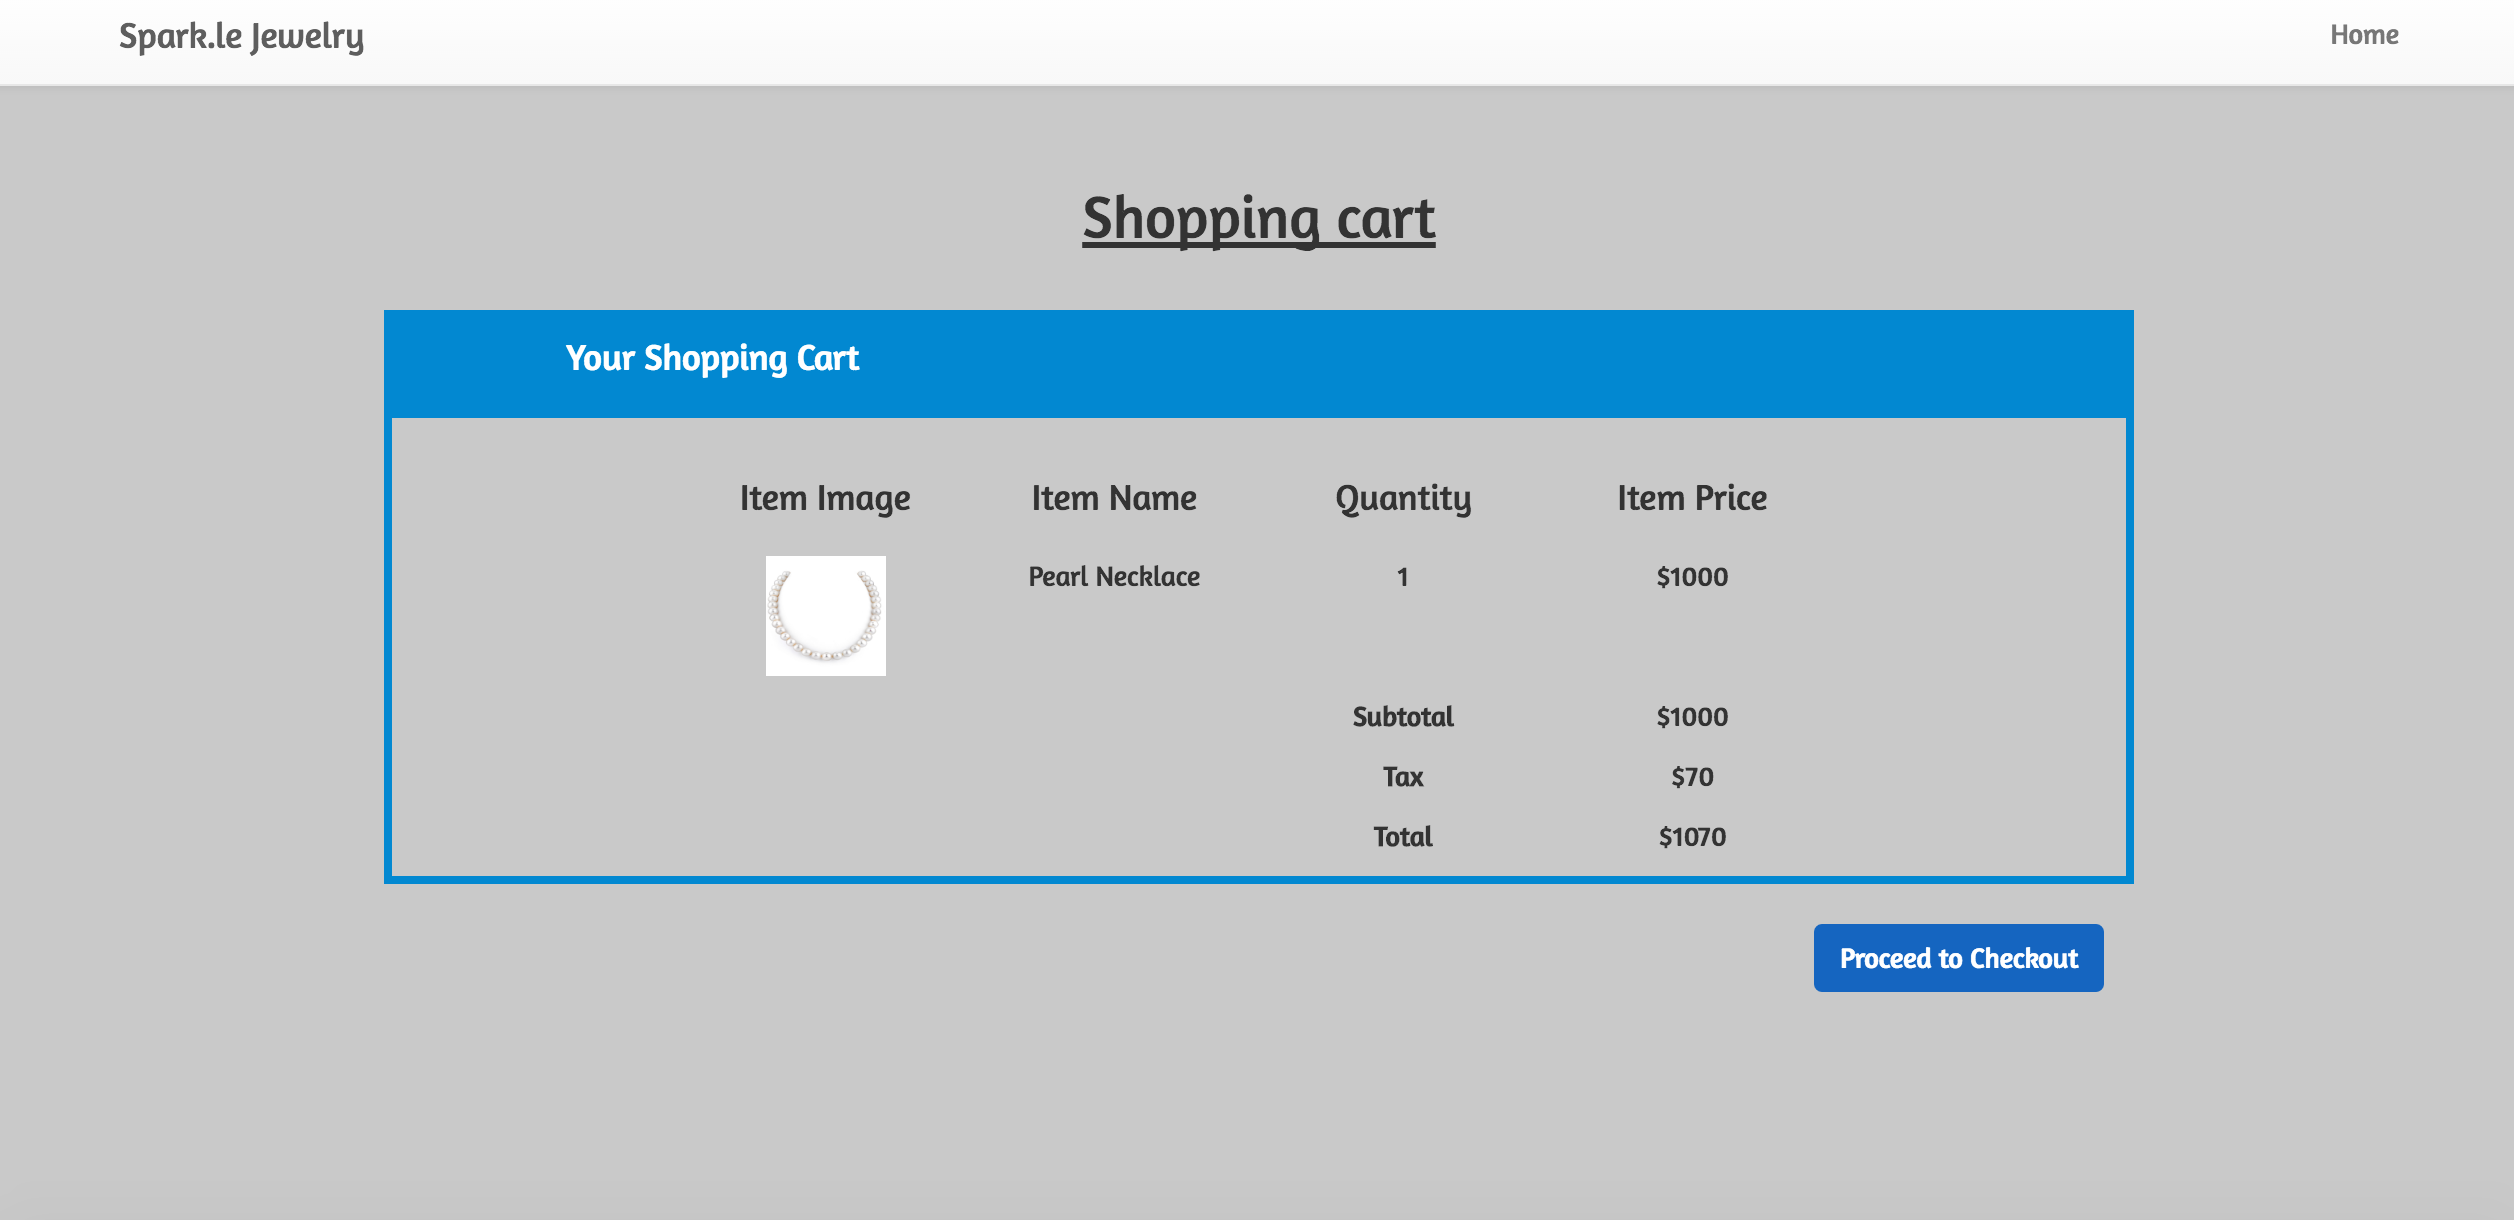 Spark.le Jewelry
Home
Shopping cart
Your Shopping Cart
Item Image Item Name Quantity Item Price
Pearl Necklace 1 $1000
Subtotal $1000
Tax $70
Total $1070
Proceed to Checkout